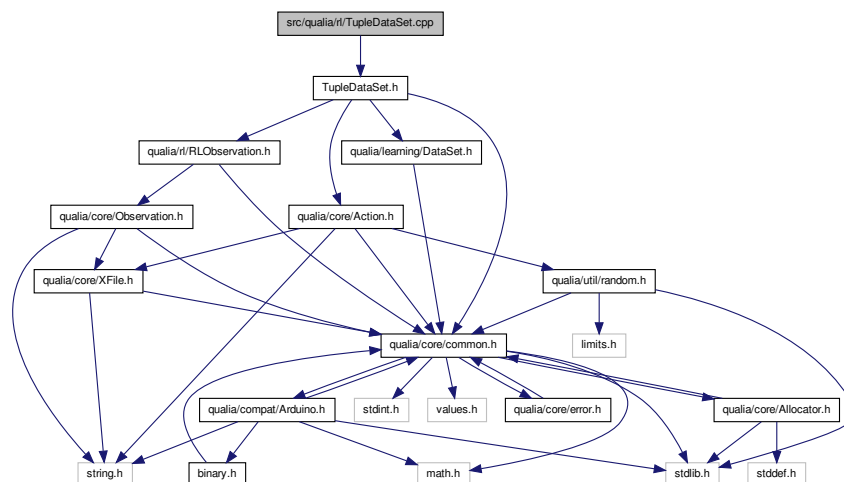 src/qualia/rl/TupleDataSet.cpp
TupleDataSet.h
qualia/rl/RLObservation.h
qualia/learning/DataSet.h
qualia/core/Observation.h
qualia/core/Action.h
qualia/core/XFile.h
qualia/util/random.h
qualia/core/common.h
limits.h
qualia/compat/Arduino.h
stdint.h
values.h
qualia/core/error.h
qualia/core/Allocator.h
string.h
binary.h
math.h
stdlib.h
stddef.h